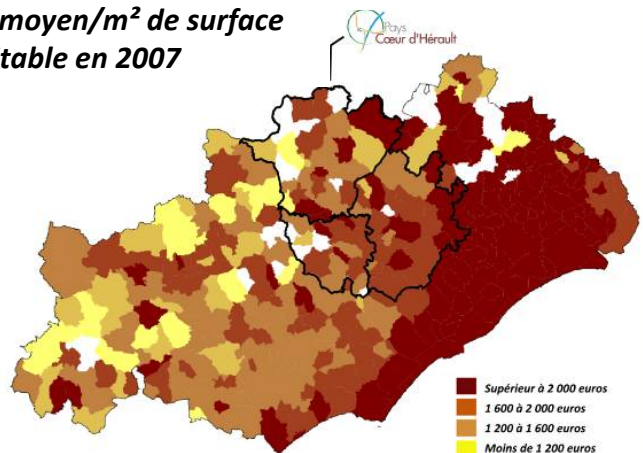 moyen/m² de surface
table en 2007
Pays
Cœur d'Hérault
Supérieur à 2 000 euros
1 600 à 2 000 euros
1 200 à 1 600 euros
Moins de 1 200 euros